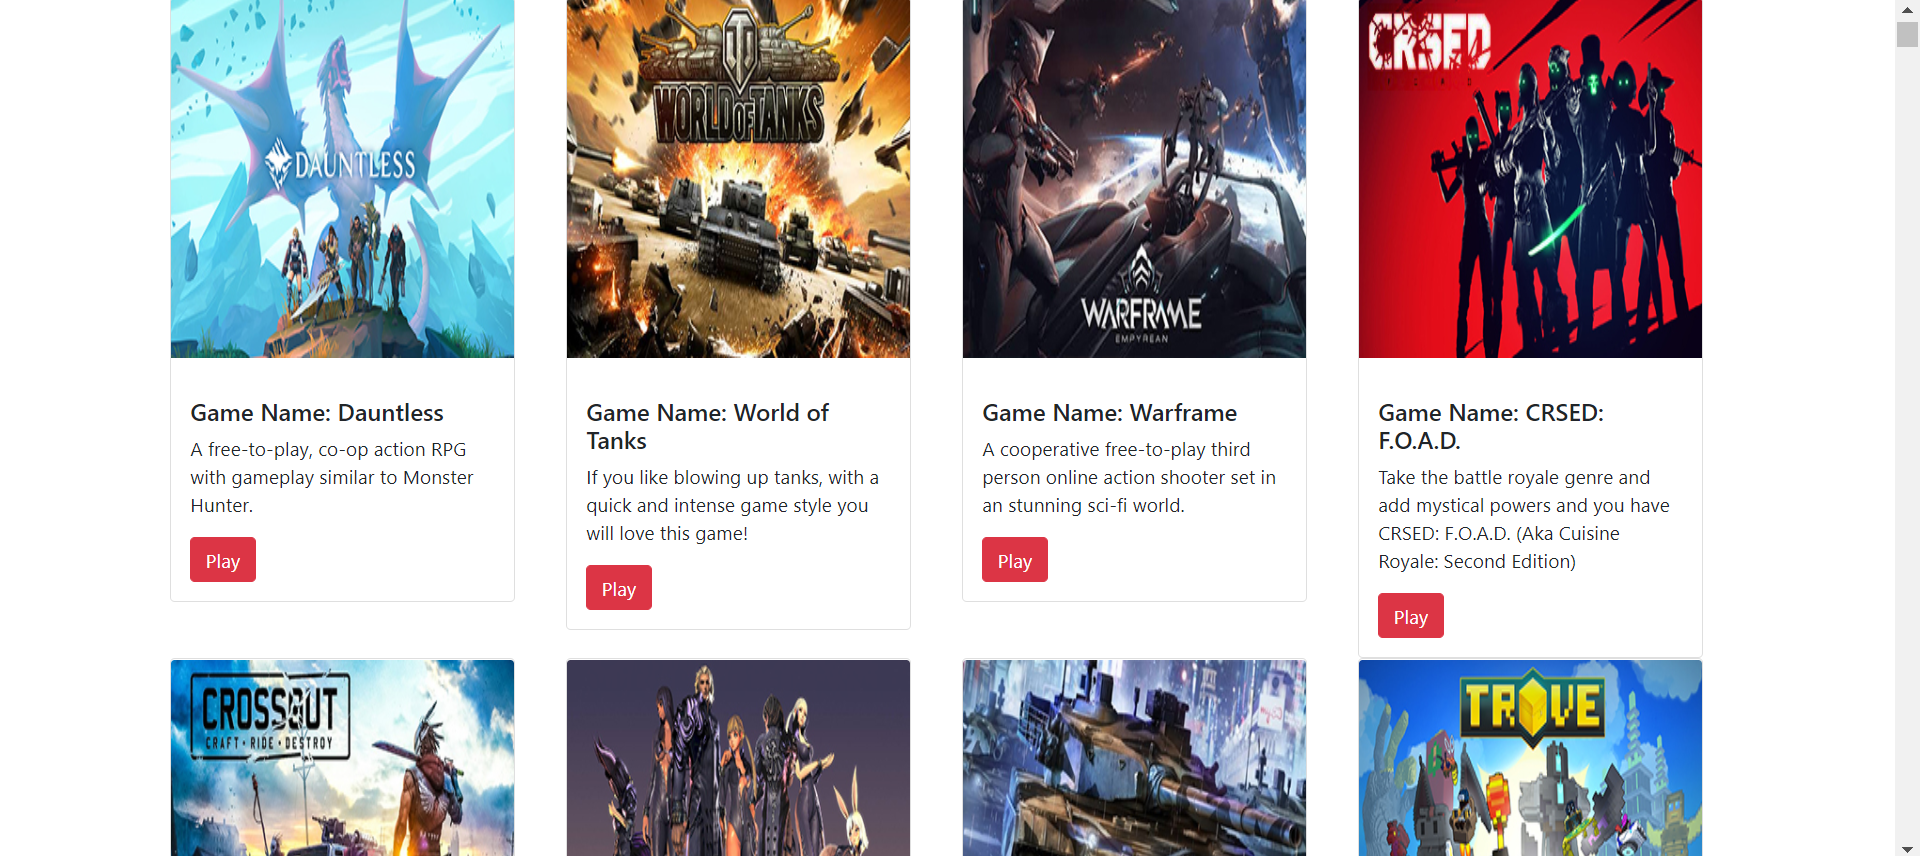 DAUNTLESS
WORLD OF TANKS
WARFRAME
EMPYREAN
CRSED
F O A D
Game Name: Dauntless
A free-to-play, co-op action RPG
with gameplay similar to Monster
Hunter.
Play
Game Name: World of
Tanks
If you like blowing up tanks, with a
quick and intense game style you
will love this game!
Play
Game Name: Warframe
A cooperative free-to-play third
person online action shooter set in
an stunning sci-fi world.
Play
Game Name: CRSED:
F.O.A.D.
Take the battle royale genre and
add mystical powers and you have
CRSED: F.O.A.D. (Aka Cuisine
Royale: Second Edition)
Play
CROSSOUT
CRAFT • RIDE • DESTROY
TROVE